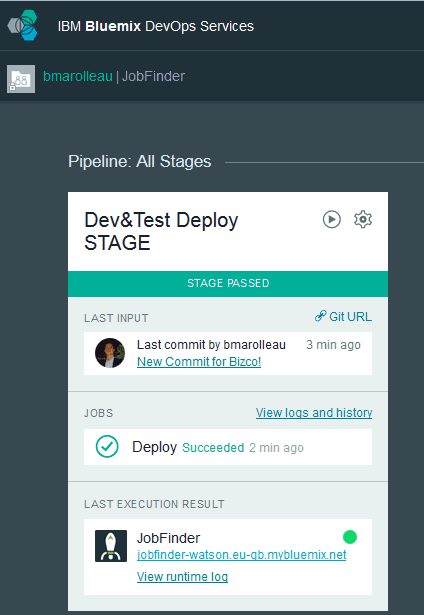 IBM Bluemix DevOps Services
bmarolleau | JobFinder
Pipeline: All Stages
Dev&Test Deploy
STAGE
STAGE PASSED
LAST INPUT Git URL
Last commit by bmarolleau 3 min ago
New Commit for Bizco!
JOBS View logs and history
Deploy Succeeded 2 min ago
LAST EXECUTION RESULT
JobFinder
jobfinder-watson.eu-gb.mybluemix.net
View runtime log